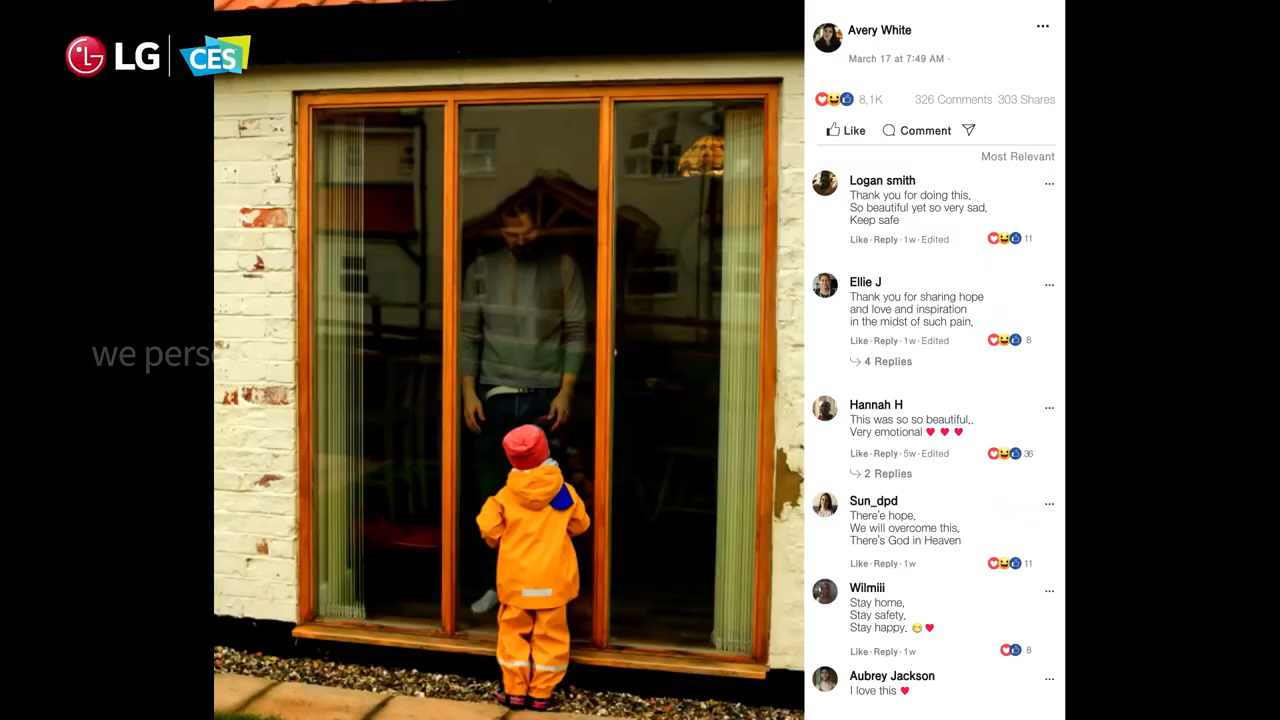 LG
CES
we pers
Avery White
March 17 at 7:49 AM ·
8,1K
326 Comments 303 Shares
Like
Comment
Most Relevant
Logan smith
Thank you for doing this,
So beautiful yet so very sad,
Keep safe
Like · Reply · 1w · Edited
11
Ellie J
Thank you for sharing hope
and love and inspiration
in the midst of such pain,
Like · Reply · 1w · Edited
8
4 Replies
Hannah H
This was so so beautiful,,
Very emotional
Like · Reply · 5w · Edited
36
2 Replies
Sun_dpd
There'e hope,
We will overcome this,
There's God in Heaven
Like · Reply · 1w
11
Wilmiii
Stay home,
Stay safety,
Stay happy,
Like · Reply · 1w
8
Aubrey Jackson
I love this